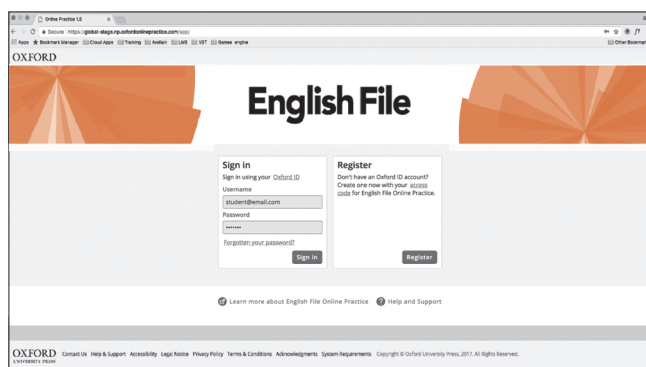 Online Practice 1.0
Secure | https://global-stage.np.oxfordonlinepractice.com/app/
Apps Bookmark Manager Cloud Apps Training Avallain LMS VST Games engine Other Bookmar
OXFORD
English File
Sign in
Sign in using your Oxford ID
Username
student@email.com
Password
Forgotten your password?
Sign in
Register
Don't have an Oxford ID account?
Create one now with your access
code for English File Online Practice.
Register
Learn more about English File Online Practice Help and Support
OXFORD
UNIVERSITY PRESS
Contact Us Help & Support Accessibility Legal Notice Privacy Policy Terms & Conditions Acknowledgments System Requirements Copyright © Oxford University Press, 2017. All Rights Reserved.